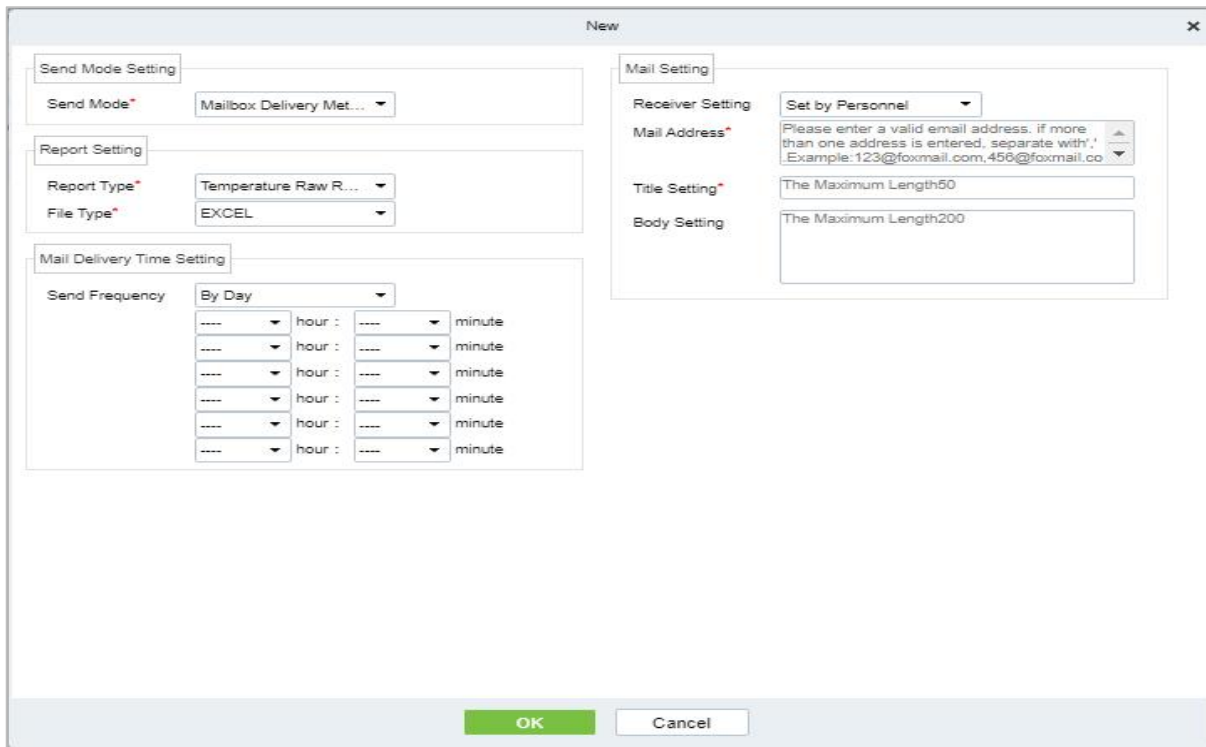 New
Send Mode Setting
Send Mode* Mailbox Delivery Met...
Report Setting
Report Type* Temperature Raw R...
File Type* EXCEL
Mail Delivery Time Setting
Send Frequency By Day
---- hour : ---- minute
---- hour : ---- minute
---- hour : ---- minute
---- hour : ---- minute
---- hour : ---- minute
---- hour : ---- minute
Mail Setting
Receiver Setting Set by Personnel
Mail Address* Please enter a valid email address. if more
than one address is entered, separate with','
.Example:123@foxmail.com,456@foxmail.co
Title Setting* The Maximum Length50
Body Setting The Maximum Length200
OK Cancel